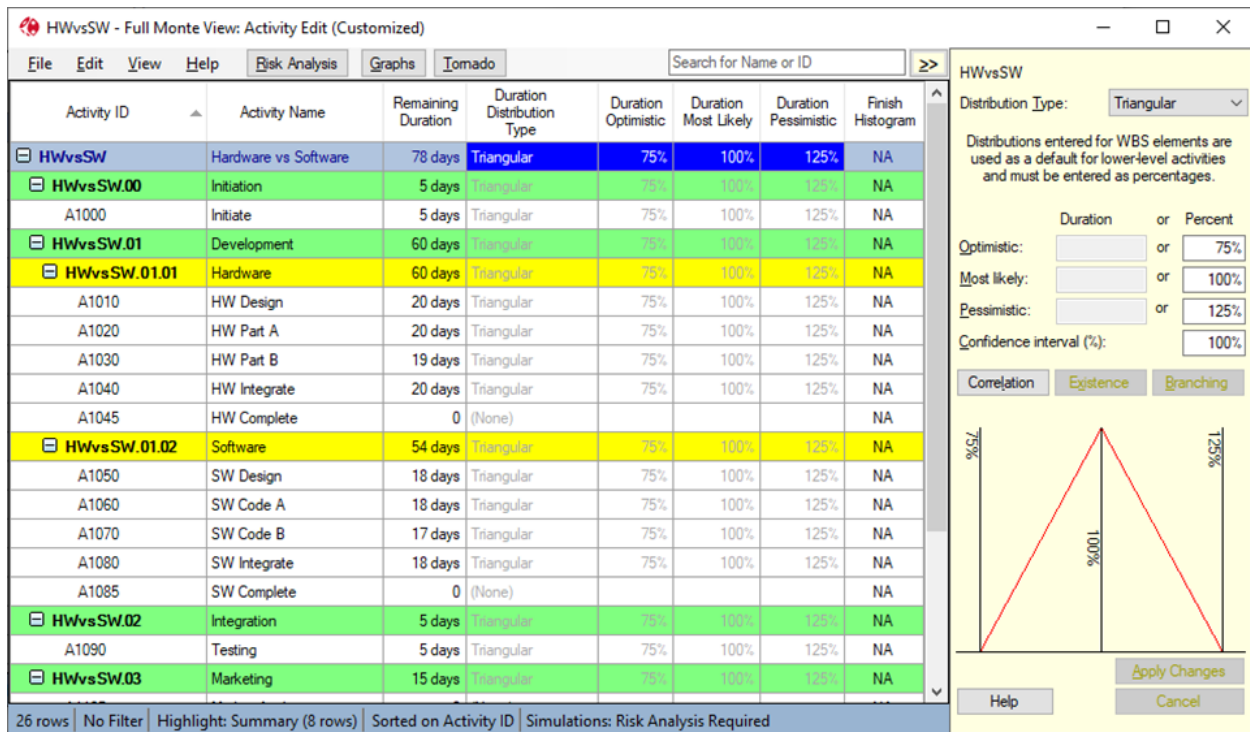 HWvsSW - Full Monte View: Activity Edit (Customized)
File Edit View Help Risk Analysis Graphs Tornado Search for Name or ID >>
Activity ID Activity Name Remaining Duration Duration Distribution Type Duration Optimistic Duration Most Likely Duration Pessimistic Finish Histogram
HWvsSW Hardware vs Software 78 days Triangular 75% 100% 125% NA
HWvsSW.00 Initiation 5 days Triangular 75% 100% 125% NA
A1000 Initiate 5 days Triangular 75% 100% 125% NA
HWvsSW.01 Development 60 days Triangular 75% 100% 125% NA
HWvsSW.01.01 Hardware 60 days Triangular 75% 100% 125% NA
A1010 HW Design 20 days Triangular 75% 100% 125% NA
A1020 HW Part A 20 days Triangular 75% 100% 125% NA
A1030 HW Part B 19 days Triangular 75% 100% 125% NA
A1040 HW Integrate 20 days Triangular 75% 100% 125% NA
A1045 HW Complete 0 (None) NA
HWvsSW.01.02 Software 54 days Triangular 75% 100% 125% NA
A1050 SW Design 18 days Triangular 75% 100% 125% NA
A1060 SW Code A 18 days Triangular 75% 100% 125% NA
A1070 SW Code B 17 days Triangular 75% 100% 125% NA
A1080 SW Integrate 18 days Triangular 75% 100% 125% NA
A1085 SW Complete 0 (None) NA
HWvsSW.02 Integration 5 days Triangular 75% 100% 125% NA
A1090 Testing 5 days Triangular 75% 100% 125% NA
HWvsSW.03 Marketing 15 days Triangular 75% 100% 125% NA
26 rows No Filter Highlight: Summary (8 rows) Sorted on Activity ID Simulations: Risk Analysis Required
HWvsSW
Distribution Type: Triangular
Distributions entered for WBS elements are
used as a default for lower-level activities
and must be entered as percentages.
Duration or Percent
Optimistic: or 75%
Most likely: or 100%
Pessimistic: or 125%
Confidence interval (%): 100%
Correlation Existence Branching
75% 100% 125%
Apply Changes
Help Cancel